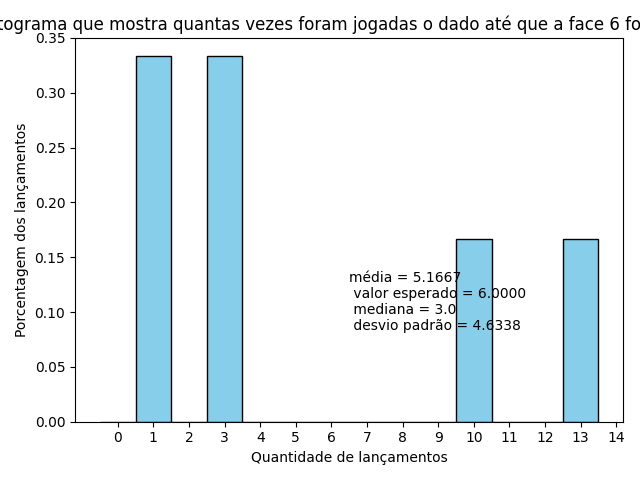 tograma que mostra quantas vezes foram jogadas o dado até que a face 6 fo
0.35
0.30
0.25
0.20
0.15
0.10
0.05
0.00
Porcentagem dos lançamentos
média = 5.1667
valor esperado = 6.0000
mediana = 3.0
desvio padrão = 4.6338
0 1 2 3 4 5 6 7 8 9 10 11 12 13 14
Quantidade de lançamentos